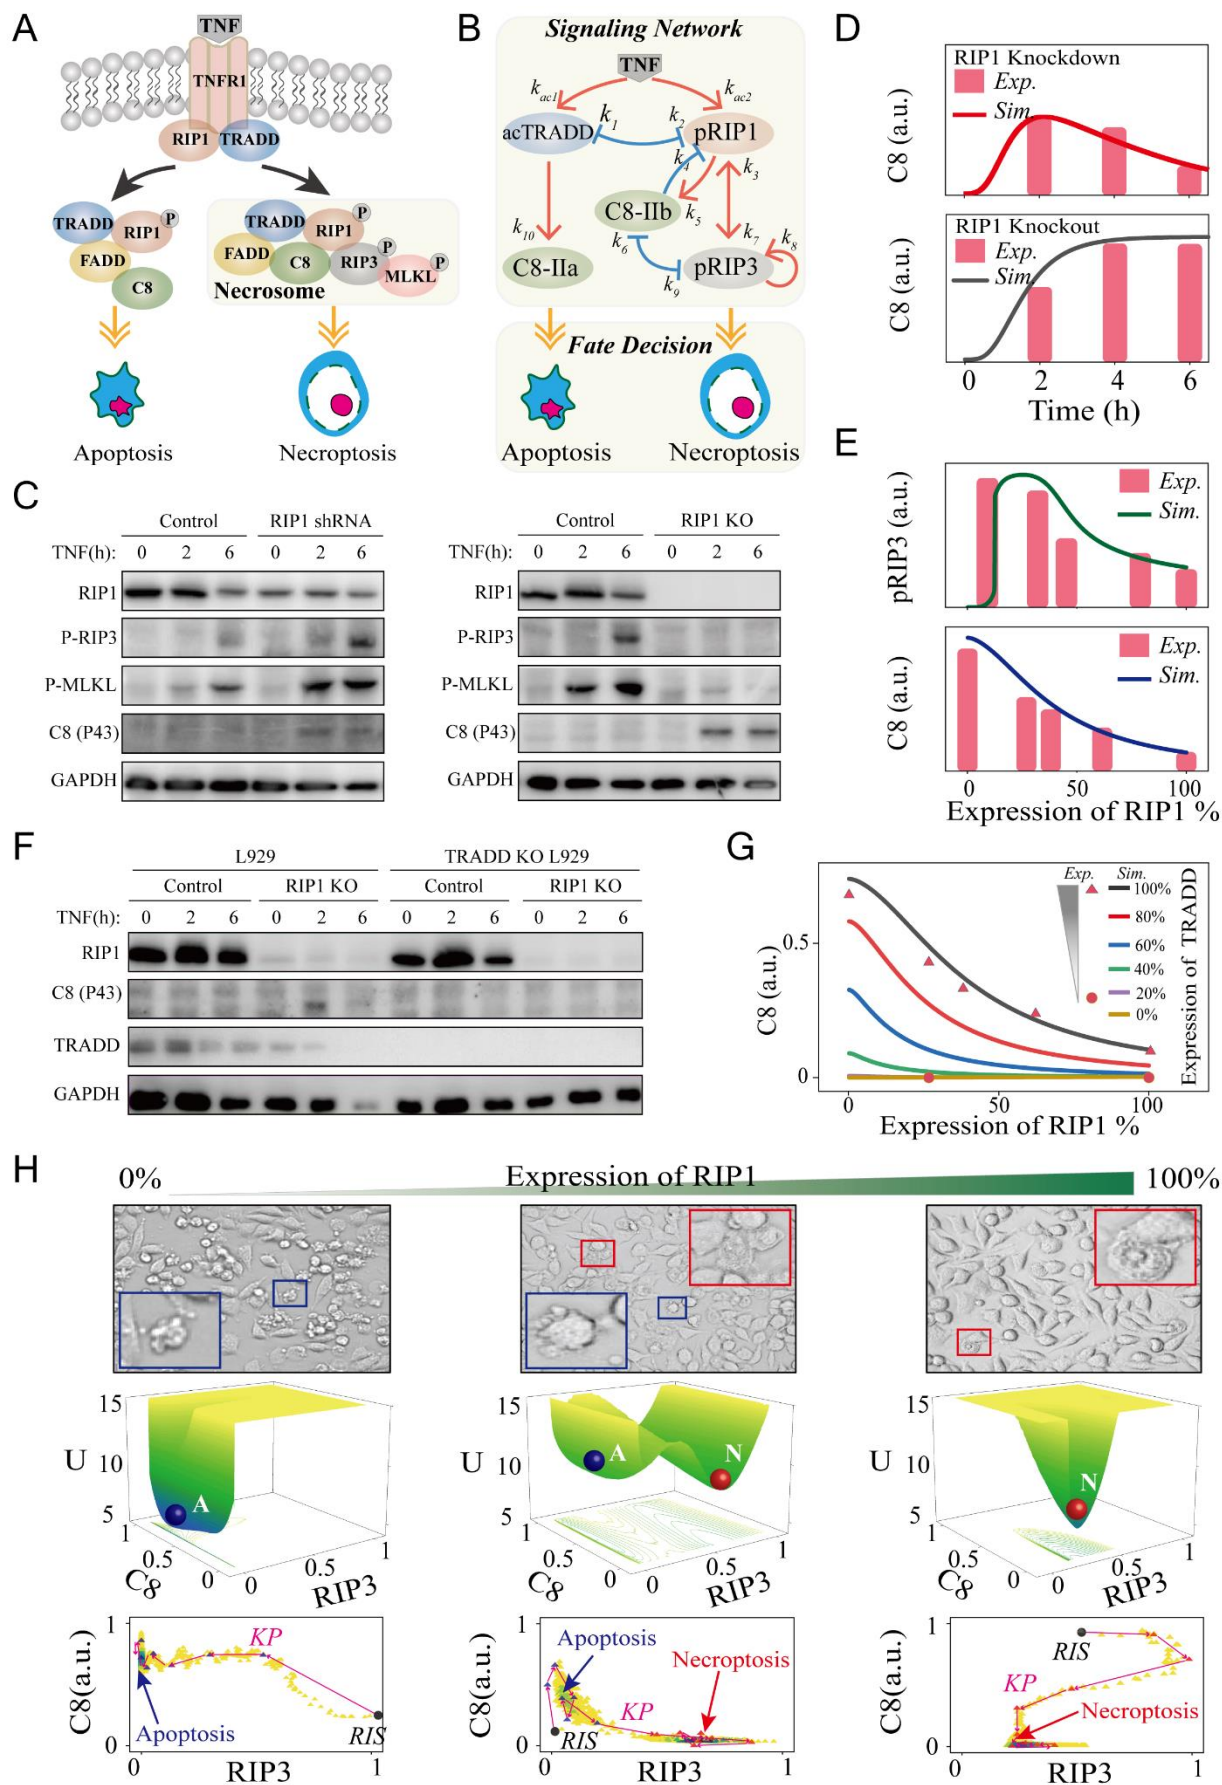 A
TNF
TNFR1
RIP1
TRADD
TRADD
RIP1
P
FADD
C8
TRADD
RIP1
P
FADD
C8
RIP3
P
MLKL
P
Necrosome
Apoptosis
Necroptosis
B
Signaling Network
TNF
kac1
kac2
acTRADD
k1
k2
pRIP1
k4
k3
C8-IIb
k5
k10
k6
k7
k8
C8-IIa
pRIP3
k9
Fate Decision
Apoptosis
Necroptosis
C
Control
RIP1 shRNA
TNF(h): 0 2 6 0 2 6
RIP1
P-RIP3
P-MLKL
C8 (P43)
GAPDH
Control
RIP1 KO
TNF(h): 0 2 6 0 2 6
RIP1
P-RIP3
P-MLKL
C8 (P43)
GAPDH
D
RIP1 Knockdown
Exp.
Sim.
C8 (a.u.)
RIP1 Knockout
Exp.
Sim.
C8 (a.u.)
0 2 4 6
Time (h)
E
Exp.
Sim.
pRIP3 (a.u.)
Exp.
Sim.
C8 (a.u.)
0 50 100
Expression of RIP1 %
F
L929
TRADD KO L929
Control RIP1 KO Control RIP1 KO
TNF(h): 0 2 6 0 2 6 0 2 6 0 2 6
RIP1
C8 (P43)
TRADD
GAPDH
G
Exp. Sim.
100%
80%
60%
40%
20%
0%
Expression of TRADD
C8 (a.u.)
0.5
0
0 50 100
Expression of RIP1 %
H
0%
Expression of RIP1
100%
15
10
5
U
A
1
0.5
0
C8
0
0.5
1
RIP3
15
10
5
U
A
N
1
0.5
0
C8
0
0.5
1
RIP3
15
10
5
U
N
1
0.5
0
C8
0
0.5
1
RIP3
1
0
C8(a.u.)
KP
Apoptosis
RIS
0 1
RIP3
1
0
C8(a.u.)
Apoptosis
Necroptosis
KP
RIS
0 1
RIP3
1
0
C8(a.u.)
RIS
KP
Necroptosis
0 1
RIP3